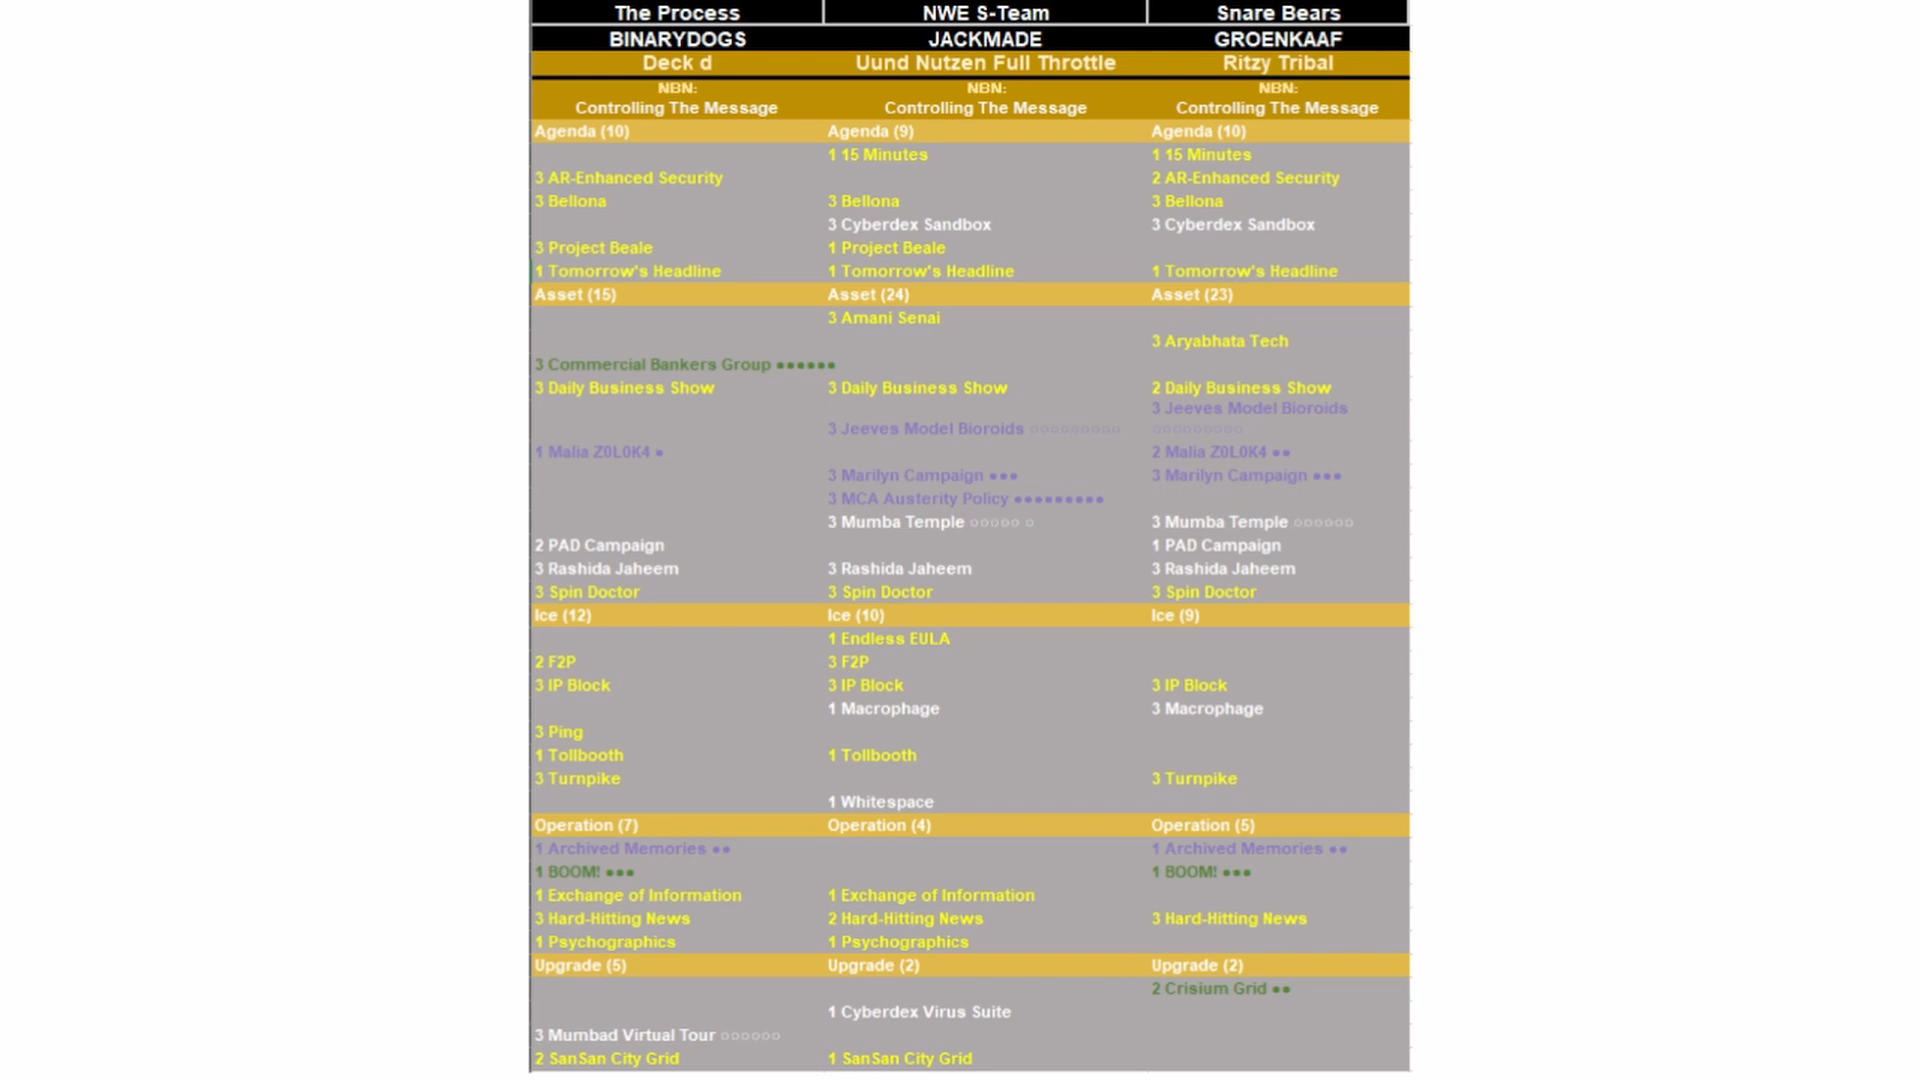 The Process NWE S-Team Snare Bears
BINARYDOGS JACKMADE GROENKAAF
Deck d Uund Nutzen Full Throttle Ritzy Tribal
NBN: NBN: NBN:
Controlling The Message Controlling The Message Controlling The Message
Agenda (10) Agenda (9) Agenda (10)
1 15 Minutes 1 15 Minutes
3 AR-Enhanced Security 2 AR-Enhanced Security
3 Bellona 3 Bellona 3 Bellona
3 Cyberdex Sandbox 3 Cyberdex Sandbox
3 Project Beale 1 Project Beale
1 Tomorrow's Headline 1 Tomorrow's Headline 1 Tomorrow's Headline
Asset (15) Asset (24) Asset (23)
3 Amani Senai
3 Aryabhata Tech
3 Commercial Bankers Group ●●●●●●
3 Daily Business Show 3 Daily Business Show 2 Daily Business Show
3 Jeeves Model Bioroids
3 Jeeves Model Bioroids ○○○○○○○○○ ○○○○○○○○○
1 Malia Z0L0K4 ● 2 Malia Z0L0K4 ●●
3 Marilyn Campaign ●●● 3 Marilyn Campaign ●●●
3 MCA Austerity Policy ●●●●●●●●●
3 Mumba Temple ○○○○○ ○ 3 Mumba Temple ○○○○○○
2 PAD Campaign 1 PAD Campaign
3 Rashida Jaheem 3 Rashida Jaheem 3 Rashida Jaheem
3 Spin Doctor 3 Spin Doctor 3 Spin Doctor
Ice (12) Ice (10) Ice (9)
1 Endless EULA
2 F2P 3 F2P
3 IP Block 3 IP Block 3 IP Block
1 Macrophage 3 Macrophage
3 Ping
1 Tollbooth 1 Tollbooth
3 Turnpike 3 Turnpike
1 Whitespace
Operation (7) Operation (4) Operation (5)
1 Archived Memories ●● 1 Archived Memories ●●
1 BOOM! ●●● 1 BOOM! ●●●
1 Exchange of Information 1 Exchange of Information
3 Hard-Hitting News 2 Hard-Hitting News 3 Hard-Hitting News
1 Psychographics 1 Psychographics
Upgrade (5) Upgrade (2) Upgrade (2)
2 Crisium Grid ●●
1 Cyberdex Virus Suite
3 Mumbad Virtual Tour ○○○○○○
2 SanSan City Grid 1 SanSan City Grid